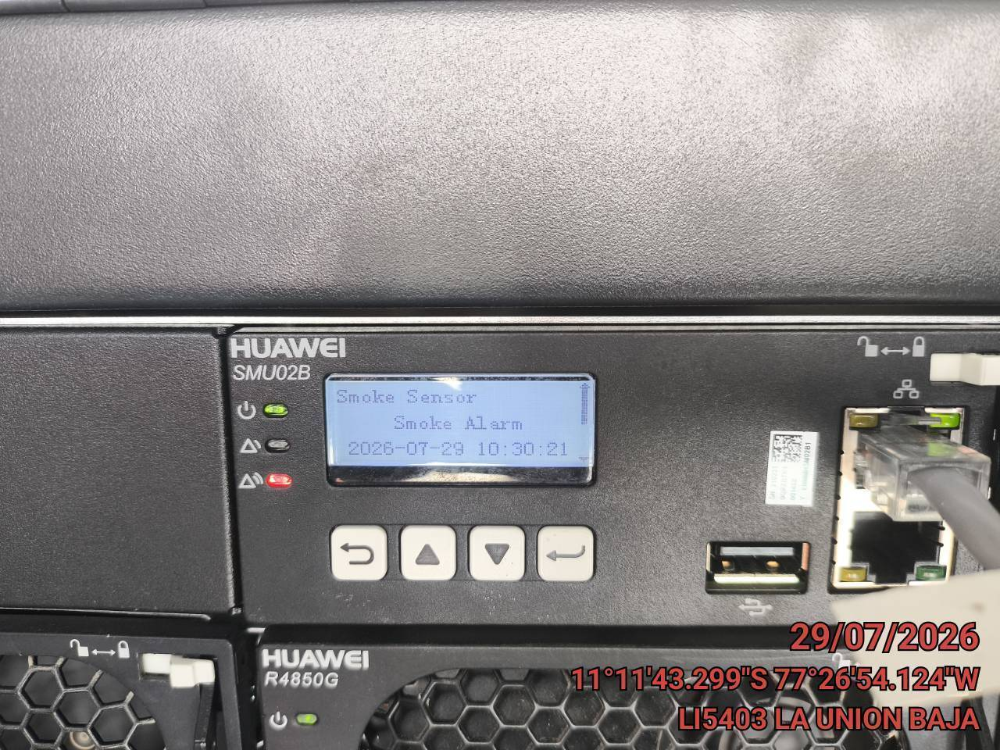 HUAWEI
SMU02B
Smoke Sensor
Smoke Alarm
2026-07-29 10:30:21
HUAWEI
R4850G
29/07/2026
11°11'43.299"S 77°26'54.124"W
LI5403 LA UNION BAJA